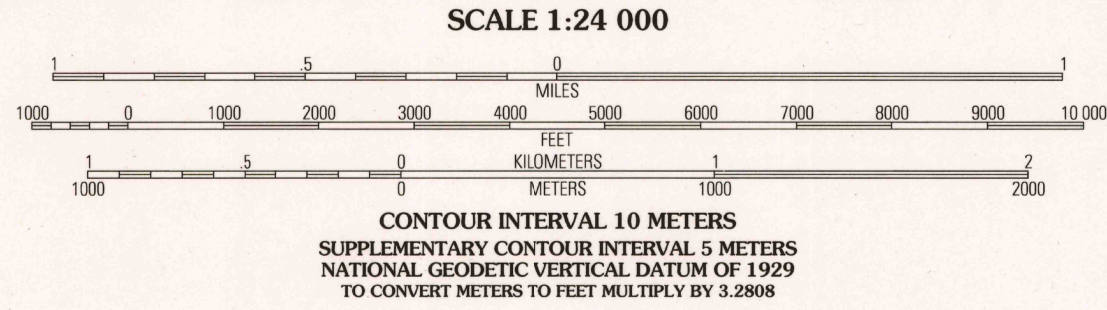 SCALE 1:24 000
1 .5 0 1
MILES
1000 0 1000 2000 3000 4000 5000 6000 7000 8000 9000 10 000
FEET
1 .5 0 KILOMETERS 1 2
1000 0 METERS 1000 2000
CONTOUR INTERVAL 10 METERS
SUPPLEMENTARY CONTOUR INTERVAL 5 METERS
NATIONAL GEODETIC VERTICAL DATUM OF 1929
TO CONVERT METERS TO FEET MULTIPLY BY 3.2808